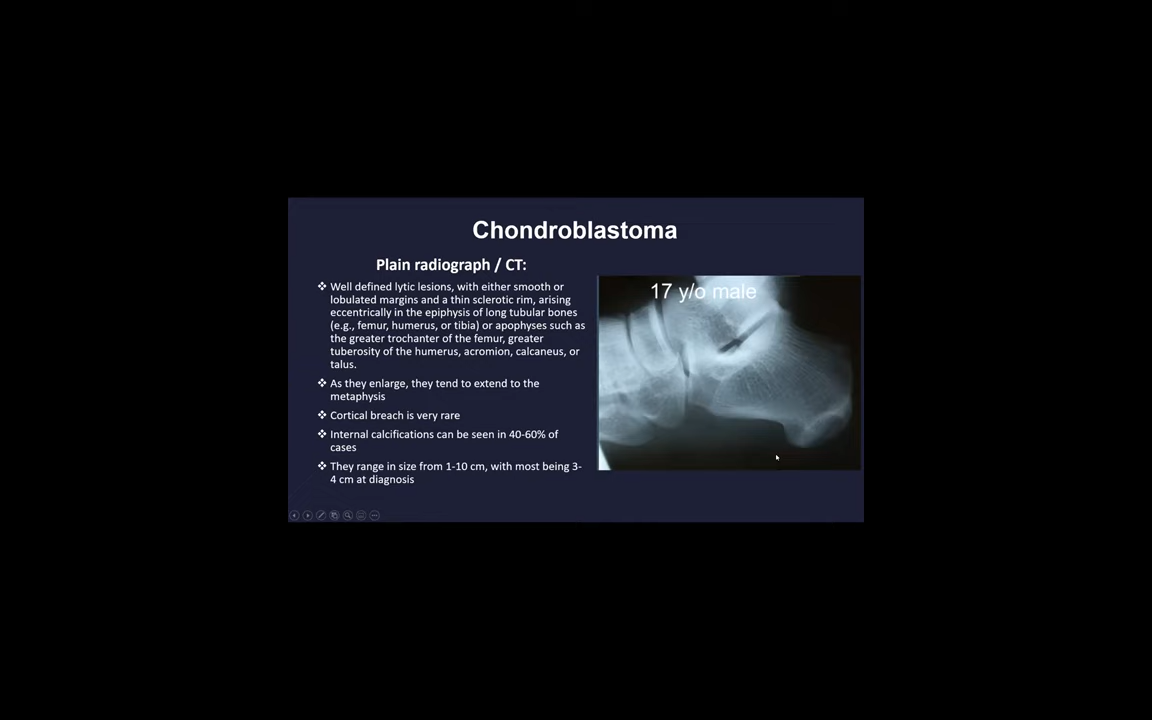 Chondroblastoma
Plain radiograph / CT:
❖ Well defined lytic lesions, with either smooth or
lobulated margins and a thin sclerotic rim, arising
eccentrically in the epiphysis of long tubular bones
(e.g., femur, humerus, or tibia) or apophyses such as
the greater trochanter of the femur, greater
tuberosity of the humerus, acromion, calcaneus, or
talus.
❖ As they enlarge, they tend to extend to the
metaphysis
❖ Cortical breach is very rare
❖ Internal calcifications can be seen in 40-60% of
cases
❖ They range in size from 1-10 cm, with most being 3-
4 cm at diagnosis
17 y/o male